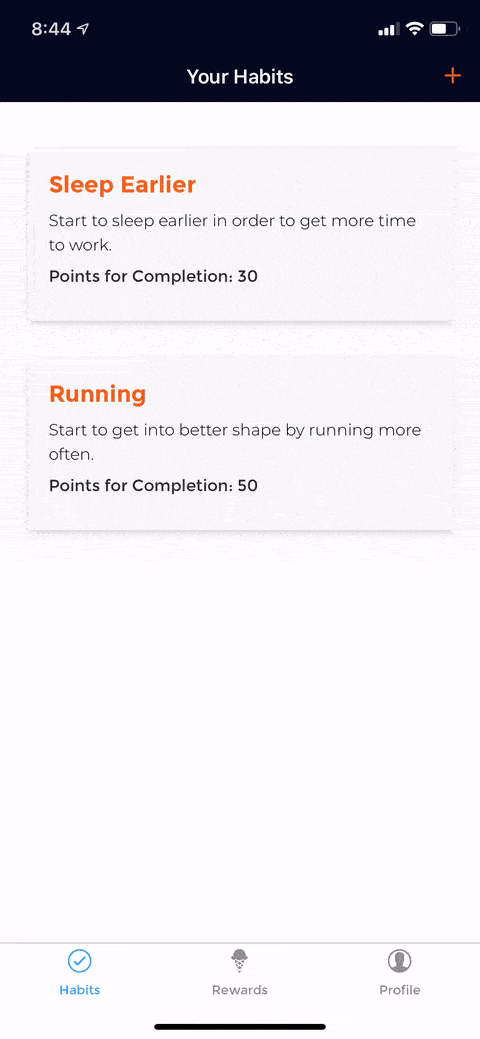 8:44
Your Habits
+
Sleep Earlier
Start to sleep earlier in order to get more time
to work.
Points for Completion: 30
Running
Start to get into better shape by running more
often.
Points for Completion: 50
Habits
Rewards
Profile